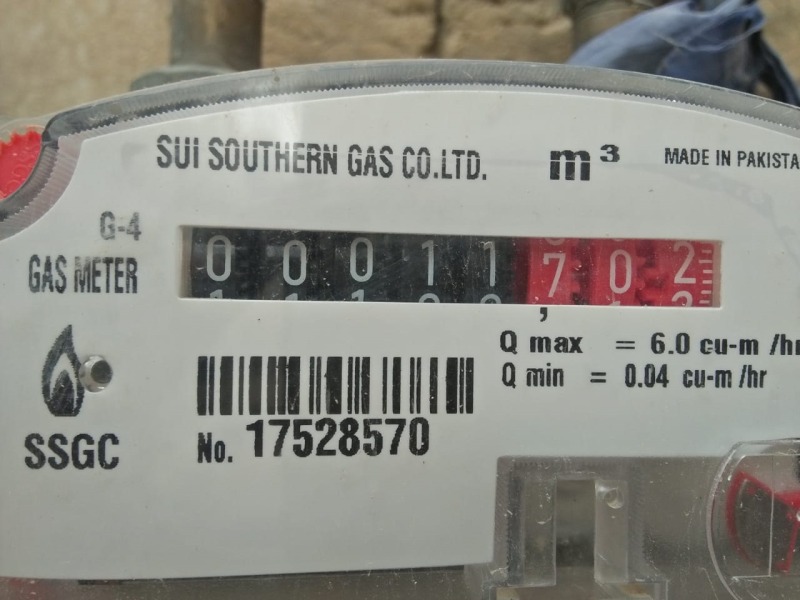 SUI SOUTHERN GAS CO.LTD. m³ MADE IN PAKISTA
G-4
GAS METER
00011,702
Q max = 6.0 cu-m /hr
Q min = 0.04 cu-m /hr
SSGC
No. 17528570